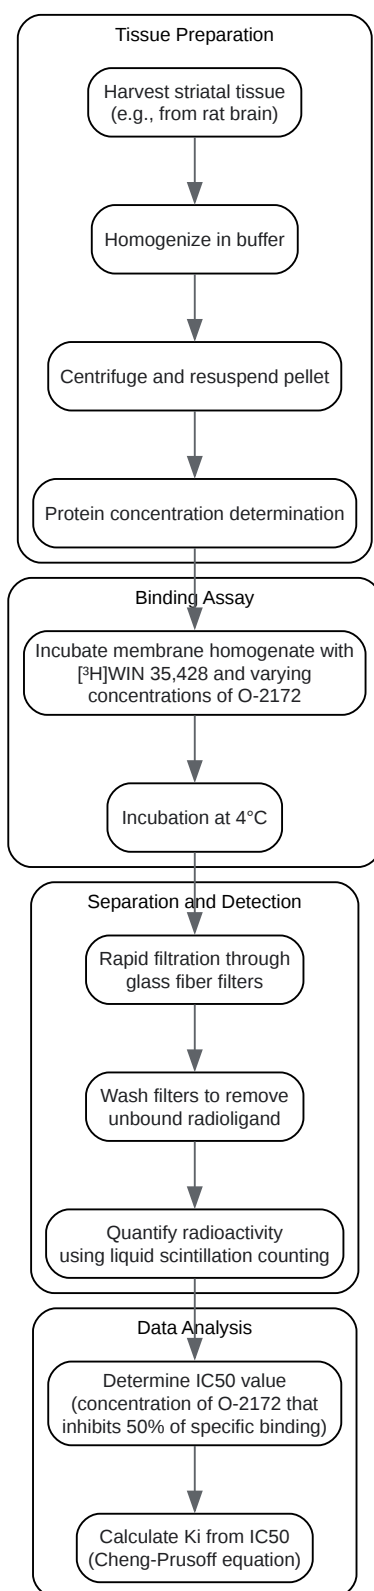 Tissue Preparation
Harvest striatal tissue
(e.g., from rat brain)
Homogenize in buffer
Centrifuge and resuspend pellet
Protein concentration determination
Binding Assay
Incubate membrane homogenate with
[³H]WIN 35,428 and varying
concentrations of O-2172
Incubation at 4°C
Separation and Detection
Rapid filtration through
glass fiber filters
Wash filters to remove
unbound radioligand
Quantify radioactivity
using liquid scintillation counting
Data Analysis
Determine IC50 value
(concentration of O-2172 that
inhibits 50% of specific binding)
Calculate Ki from IC50
(Cheng-Prusoff equation)